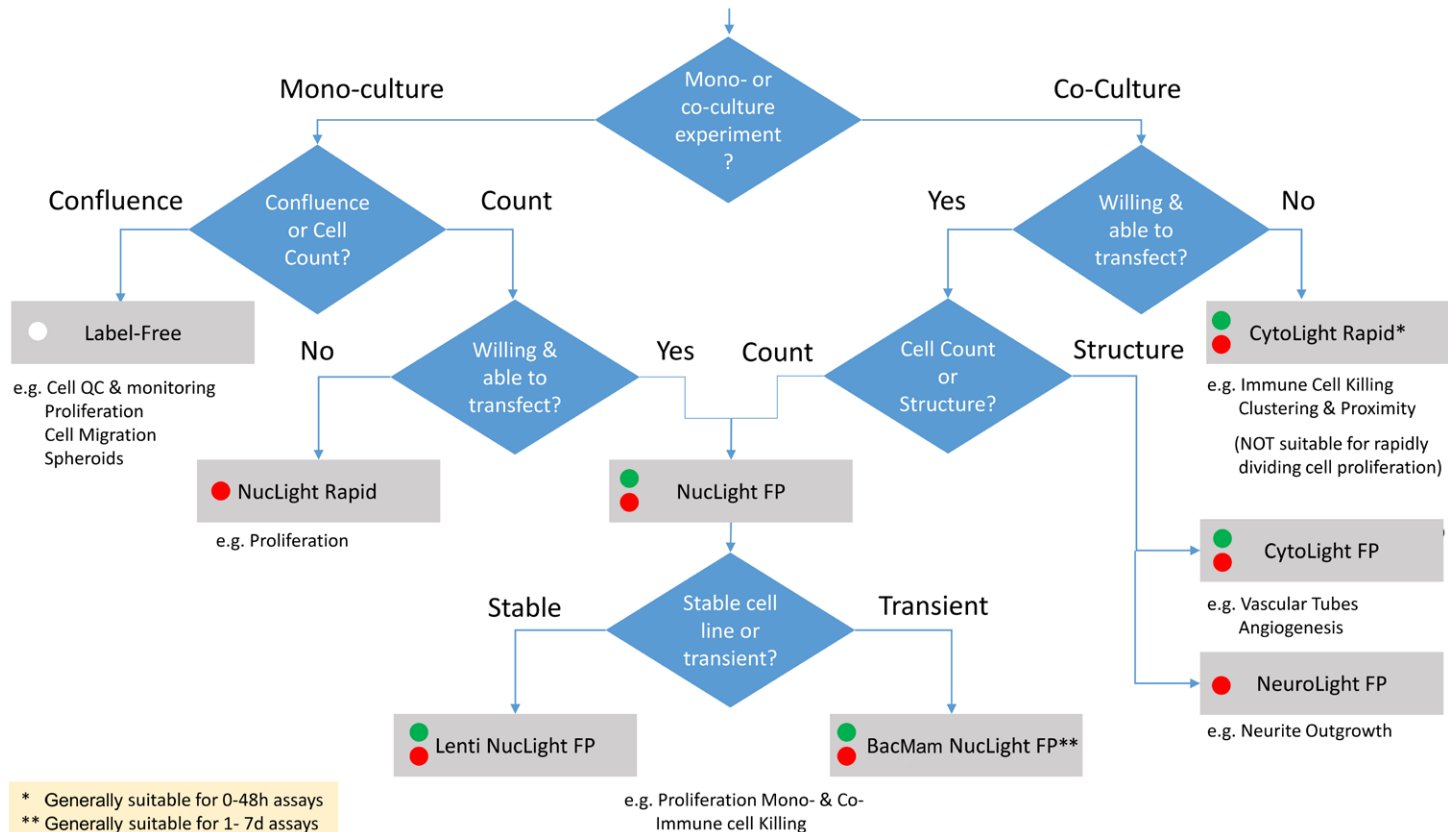 Mono- or
co-culture
experiment
?
Mono-culture
Co-Culture
Confluence
or Cell
Count?
Confluence
Count
Willing &
able to
transfect?
Yes
No
Label-Free
e.g. Cell QC & monitoring
Proliferation
Cell Migration
Spheroids
Willing &
able to
transfect?
No
Yes
Cell Count
or
Structure?
Count
Structure
CytoLight Rapid*
e.g. Immune Cell Killing
Clustering & Proximity
(NOT suitable for rapidly
dividing cell proliferation)
NucLight Rapid
e.g. Proliferation
NucLight FP
CytoLight FP
e.g. Vascular Tubes
Angiogenesis
Stable cell
line or
transient?
Stable
Transient
NeuroLight FP
e.g. Neurite Outgrowth
Lenti NucLight FP
BacMam NucLight FP**
e.g. Proliferation Mono- & Co-
Immune cell Killing
* Generally suitable for 0-48h assays
** Generally suitable for 1- 7d assays